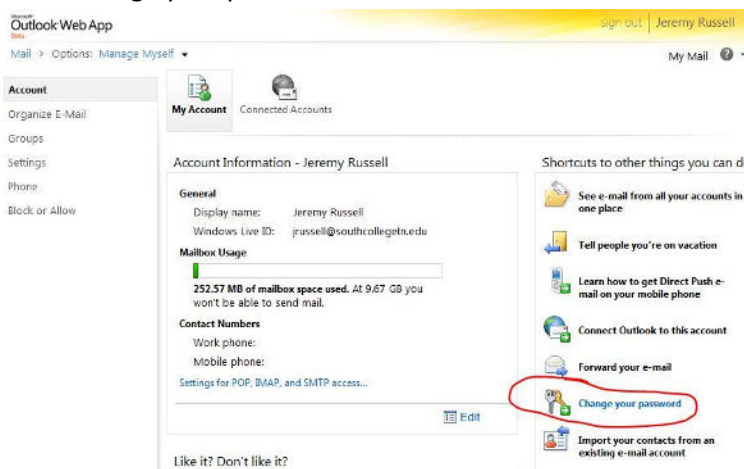 Microsoft
Outlook Web App
Beta
sign out | Jeremy Russell
Mail > Options: Manage Myself
My Mail
Account
Organize E-Mail
Groups
Settings
Phone
Block or Allow
My Account
Connected Accounts
Account Information - Jeremy Russell
General
Display name: Jeremy Russell
Windows Live ID: jrussell@southcollegetn.edu
Mailbox Usage
252.57 MB of mailbox space used. At 9.67 GB you
won't be able to send mail.
Contact Numbers
Work phone:
Mobile phone:
Settings for POP, IMAP, and SMTP access...
Edit
Like it? Don't like it?
Shortcuts to other things you can d
See e-mail from all your accounts in
one place
Tell people you're on vacation
Learn how to get Direct Push e-
mail on your mobile phone
Connect Outlook to this account
Forward your e-mail
Change your password
Import your contacts from an
existing e-mail account